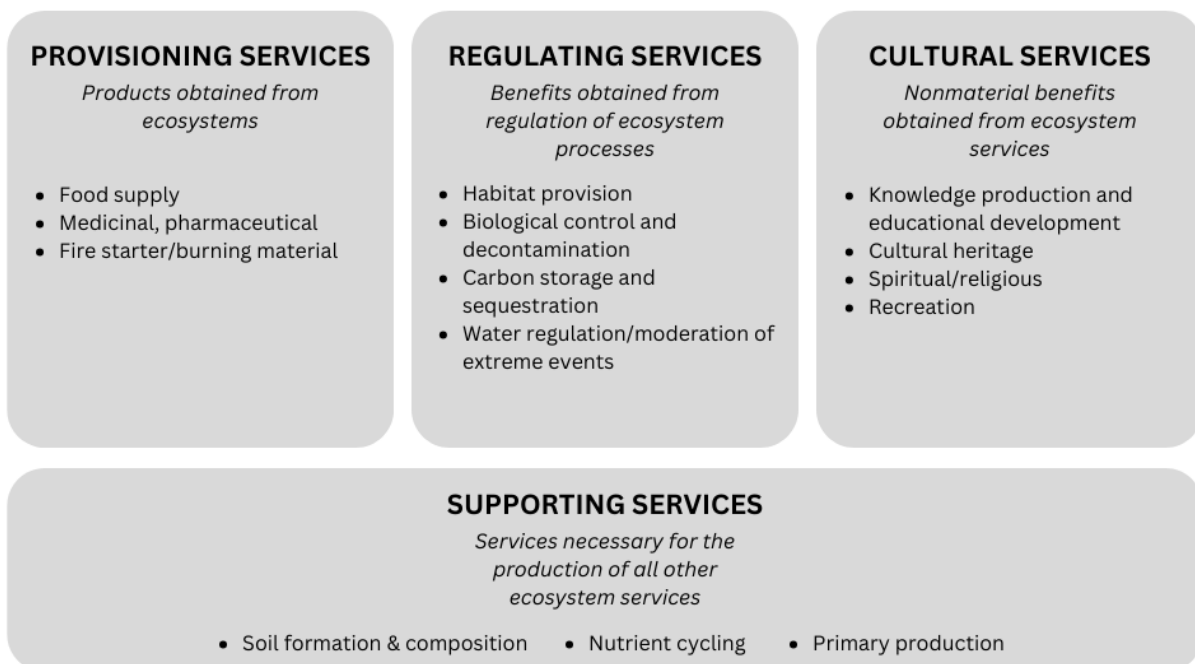 PROVISIONING SERVICES
Products obtained from
ecosystems
• Food supply
• Medicinal, pharmaceutical
• Fire starter/burning material
REGULATING SERVICES
Benefits obtained from
regulation of ecosystem
processes
• Habitat provision
• Biological control and
decontamination
• Carbon storage and
sequestration
• Water regulation/moderation of
extreme events
CULTURAL SERVICES
Nonmaterial benefits
obtained from ecosystem
services
• Knowledge production and
educational development
• Cultural heritage
• Spiritual/religious
• Recreation
SUPPORTING SERVICES
Services necessary for the
production of all other
ecosystem services
• Soil formation & composition • Nutrient cycling • Primary production